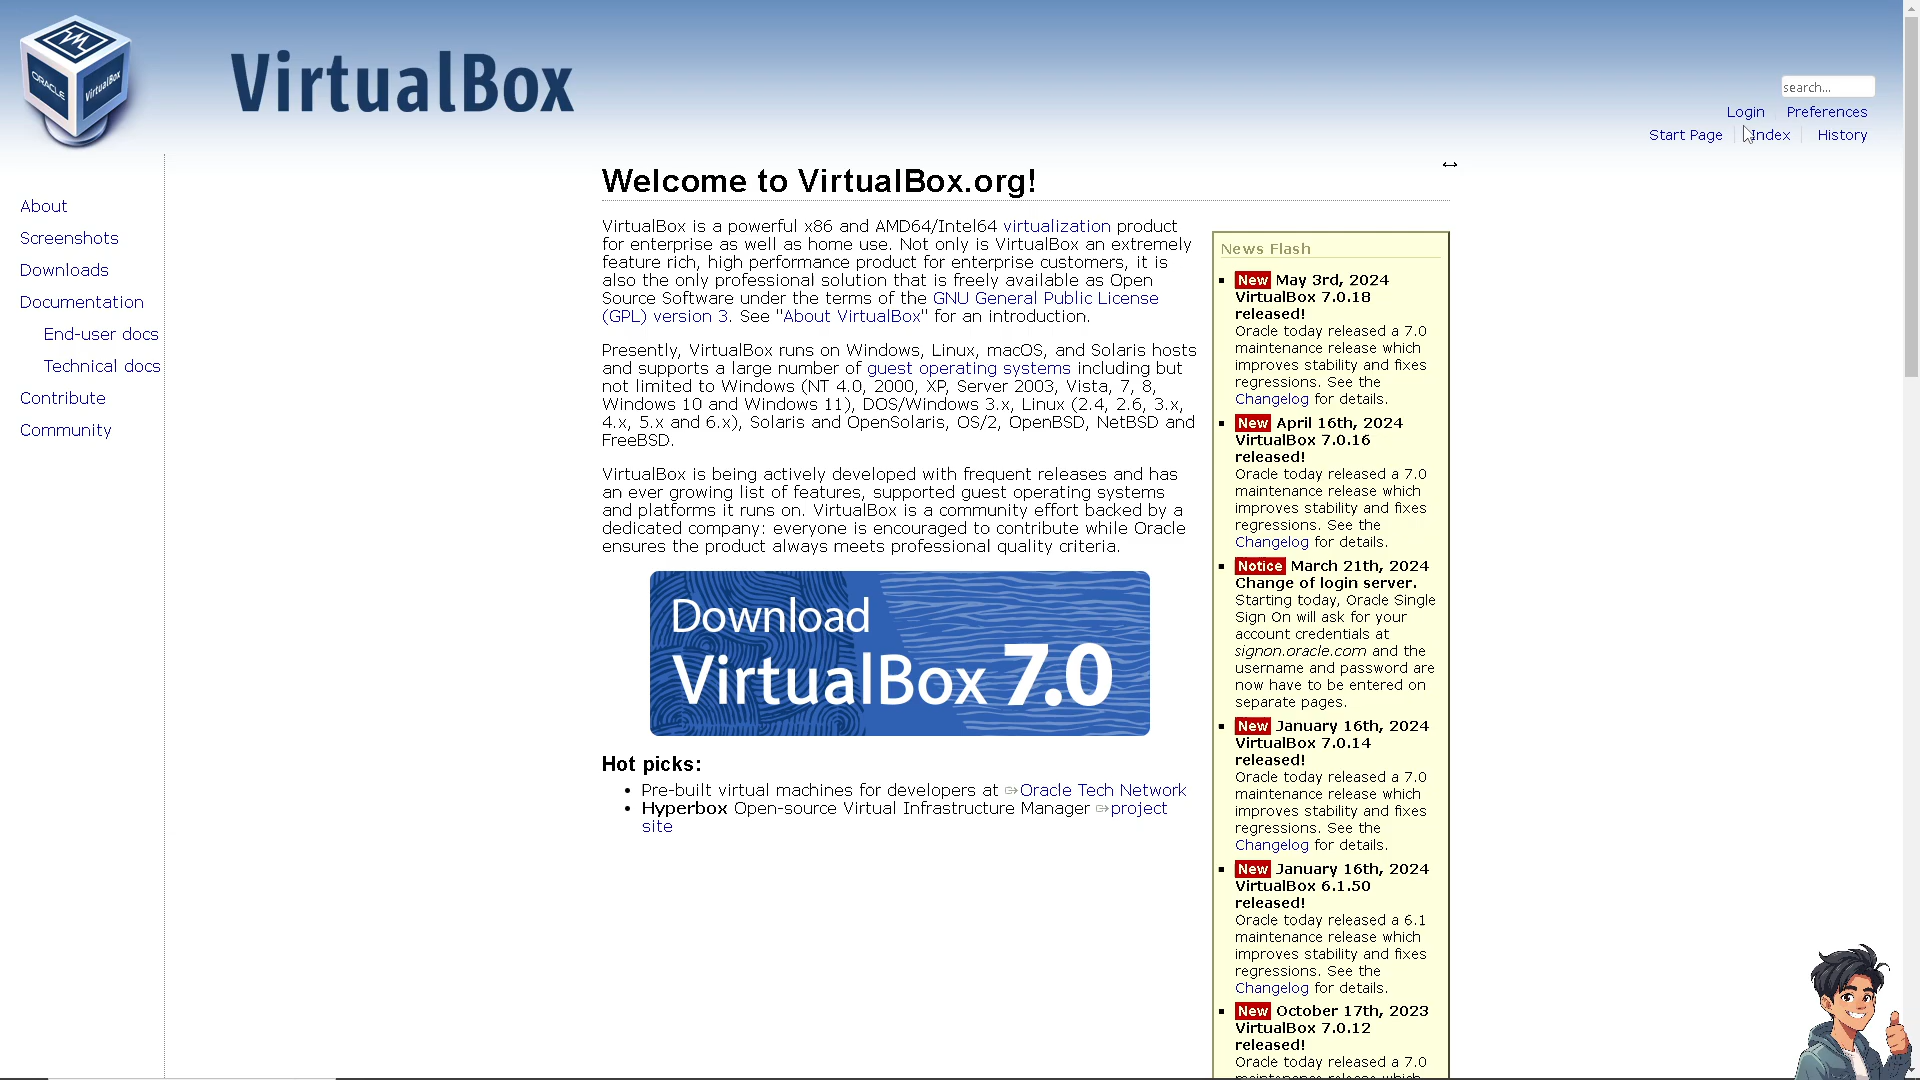 ORACLE
VirtualBox
VirtualBox
search...
Login Preferences
Start Page Index History
About
Screenshots
Downloads
Documentation
End-user docs
Technical docs
Contribute
Community
Welcome to VirtualBox.org!
VirtualBox is a powerful x86 and AMD64/Intel64 virtualization product
for enterprise as well as home use. Not only is VirtualBox an extremely
feature rich, high performance product for enterprise customers, it is
also the only professional solution that is freely available as Open
Source Software under the terms of the GNU General Public License
(GPL) version 3. See "About VirtualBox" for an introduction.
Presently, VirtualBox runs on Windows, Linux, macOS, and Solaris hosts
and supports a large number of guest operating systems including but
not limited to Windows (NT 4.0, 2000, XP, Server 2003, Vista, 7, 8,
Windows 10 and Windows 11), DOS/Windows 3.x, Linux (2.4, 2.6, 3.x,
4.x, 5.x and 6.x), Solaris and OpenSolaris, OS/2, OpenBSD, NetBSD and
FreeBSD.
VirtualBox is being actively developed with frequent releases and has
an ever growing list of features, supported guest operating systems
and platforms it runs on. VirtualBox is a community effort backed by a
dedicated company: everyone is encouraged to contribute while Oracle
ensures the product always meets professional quality criteria.
Download
VirtualBox 7.0
Hot picks:
Pre-built virtual machines for developers at Oracle Tech Network
Hyperbox Open-source Virtual Infrastructure Manager project
site
News Flash
New May 3rd, 2024
VirtualBox 7.0.18
released!
Oracle today released a 7.0
maintenance release which
improves stability and fixes
regressions. See the
Changelog for details.
New April 16th, 2024
VirtualBox 7.0.16
released!
Oracle today released a 7.0
maintenance release which
improves stability and fixes
regressions. See the
Changelog for details.
Notice March 21th, 2024
Change of login server.
Starting today, Oracle Single
Sign On will ask for your
account credentials at
signon.oracle.com and the
username and password are
now have to be entered on
separate pages.
New January 16th, 2024
VirtualBox 7.0.14
released!
Oracle today released a 7.0
maintenance release which
improves stability and fixes
regressions. See the
Changelog for details.
New January 16th, 2024
VirtualBox 6.1.50
released!
Oracle today released a 6.1
maintenance release which
improves stability and fixes
regressions. See the
Changelog for details.
New October 17th, 2023
VirtualBox 7.0.12
released!
Oracle today released a 7.0
maintenance release which